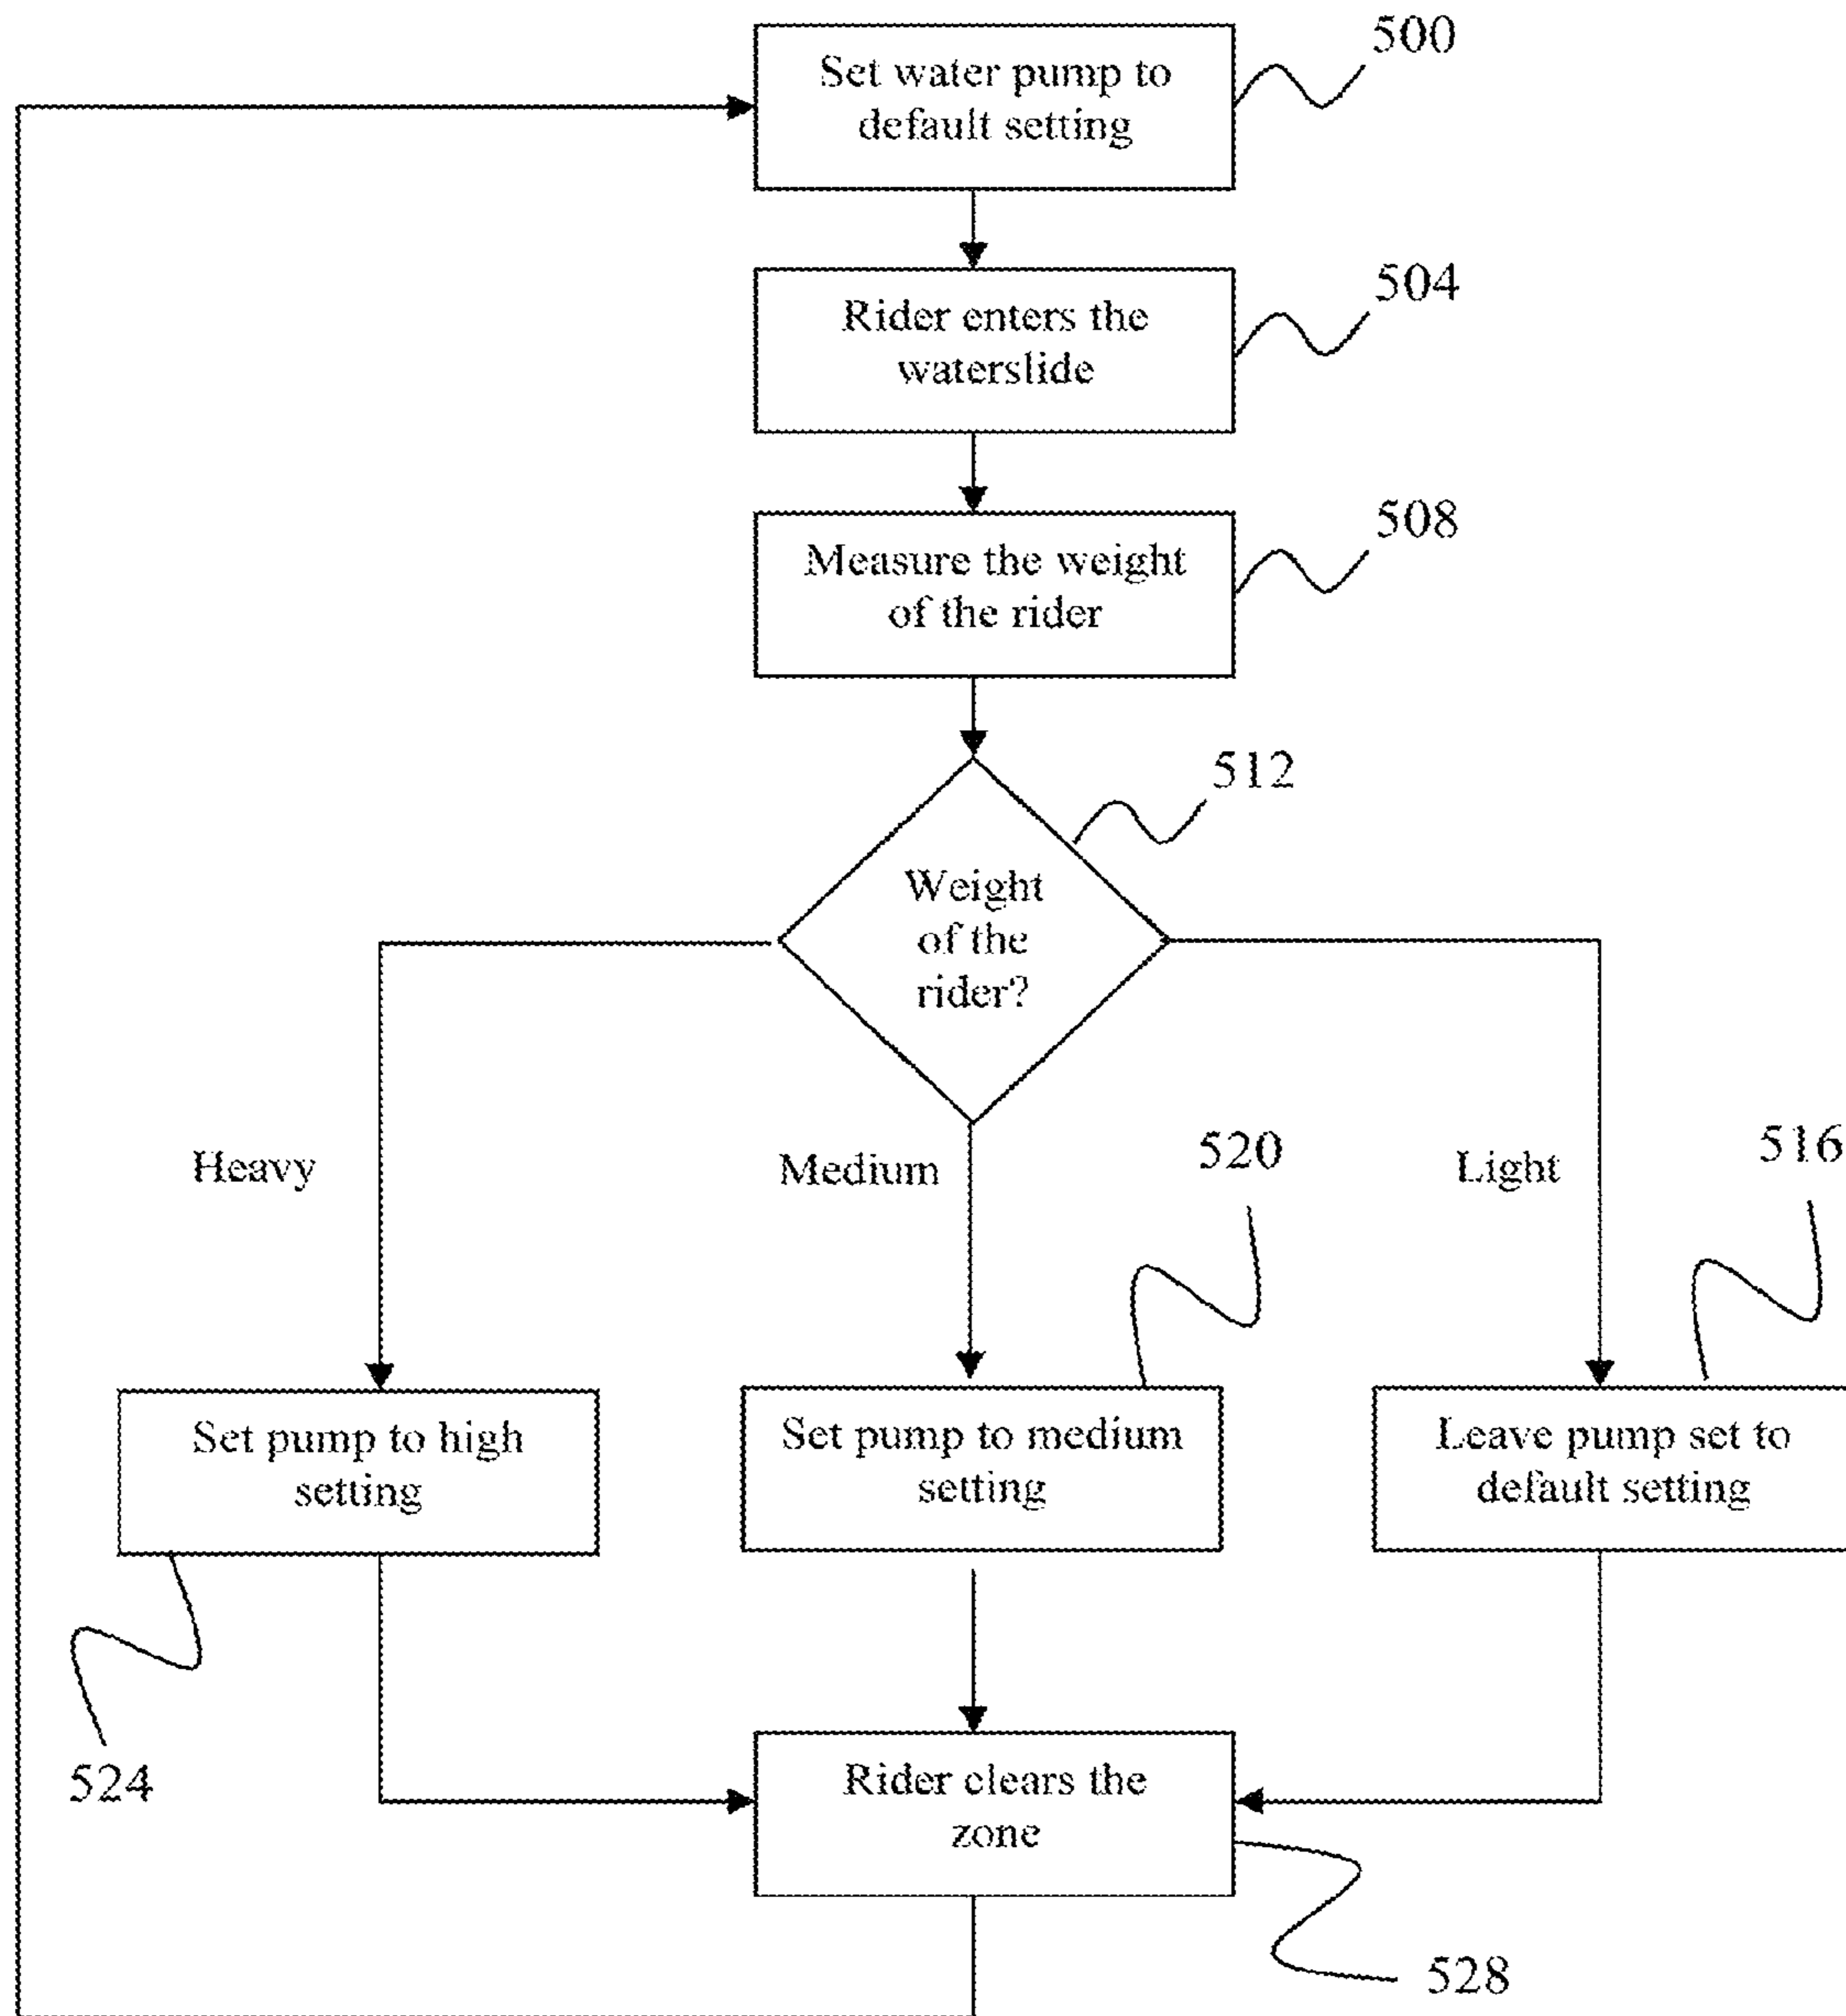 500
Set water pump to
default setting
504
Rider enters the
waterslide
508
Measure the weight
of the rider
512
Weight
of the
rider?
Heavy
Medium
520
Light
516
Set pump to high
setting
Set pump to medium
setting
Leave pump set to
default setting
524
Rider clears the
zone
528